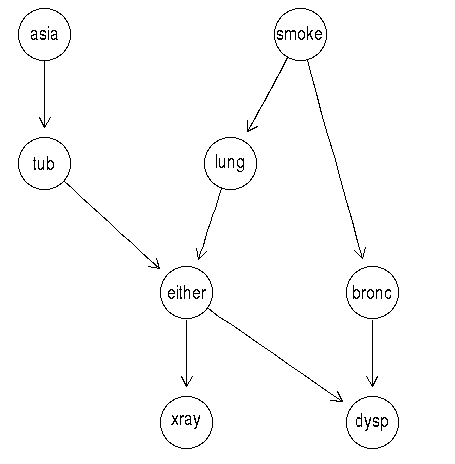 asia
smoke
tub
lung
either
bronc
xray
dysp